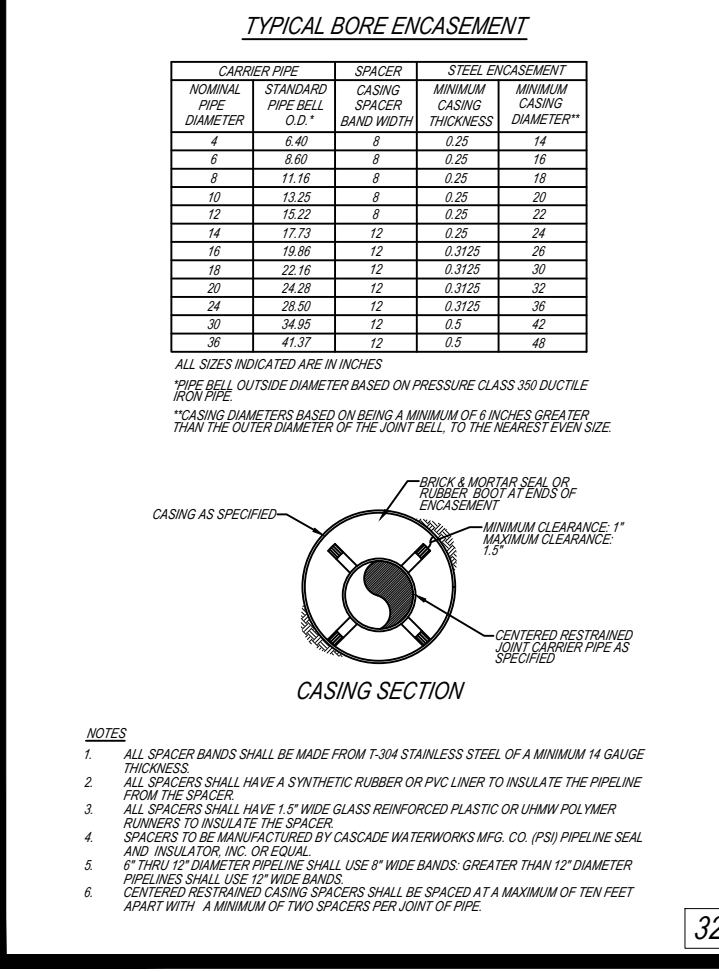 TYPICAL BORE ENCASEMENT
CARRIER PIPE SPACER STEEL ENCASEMENT
NOMINAL PIPE DIAMETER STANDARD PIPE BELL O.D.* CASING SPACER BAND WIDTH MINIMUM CASING THICKNESS MINIMUM CASING DIAMETER**
4 6.40 8 0.25 14
6 8.60 8 0.25 16
8 11.16 8 0.25 18
10 13.25 8 0.25 20
12 15.22 8 0.25 22
14 17.73 12 0.25 24
16 19.86 12 0.3125 26
18 22.16 12 0.3125 30
20 24.28 12 0.3125 32
24 28.50 12 0.3125 36
30 34.95 12 0.5 42
36 41.37 12 0.5 48
ALL SIZES INDICATED ARE IN INCHES
*PIPE BELL OUTSIDE DIAMETER BASED ON PRESSURE CLASS 350 DUCTILE
IRON PIPE.
**CASING DIAMETERS BASED ON BEING A MINIMUM OF 6 INCHES GREATER
THAN THE OUTER DIAMETER OF THE JOINT BELL, TO THE NEAREST EVEN SIZE.
BRICK & MORTAR SEAL OR
RUBBER BOOT AT ENDS OF
ENCASEMENT
CASING AS SPECIFIED
MINIMUM CLEARANCE: 1"
MAXIMUM CLEARANCE:
1.5"
CENTERED RESTRAINED
JOINT CARRIER PIPE AS
SPECIFIED
CASING SECTION
NOTES
1. ALL SPACER BANDS SHALL BE MADE FROM T-304 STAINLESS STEEL OF A MINIMUM 14 GAUGE
THICKNESS.
2. ALL SPACERS SHALL HAVE A SYNTHETIC RUBBER OR PVC LINER TO INSULATE THE PIPELINE
FROM THE SPACER.
3. ALL SPACERS SHALL HAVE 1.5" WIDE GLASS REINFORCED PLASTIC OR UHMW POLYMER
RUNNERS TO INSULATE THE SPACER.
4. SPACERS TO BE MANUFACTURED BY CASCADE WATERWORKS MFG. CO. (PSI) PIPELINE SEAL
AND INSULATOR, INC. OR EQUAL.
5. 6" THRU 12" DIAMETER PIPELINE SHALL USE 8" WIDE BANDS: GREATER THAN 12" DIAMETER
PIPELINES SHALL USE 12" WIDE BANDS.
6. CENTERED RESTRAINED CASING SPACERS SHALL BE SPACED AT A MAXIMUM OF TEN FEET
APART WITH A MINIMUM OF TWO SPACERS PER JOINT OF PIPE.
32